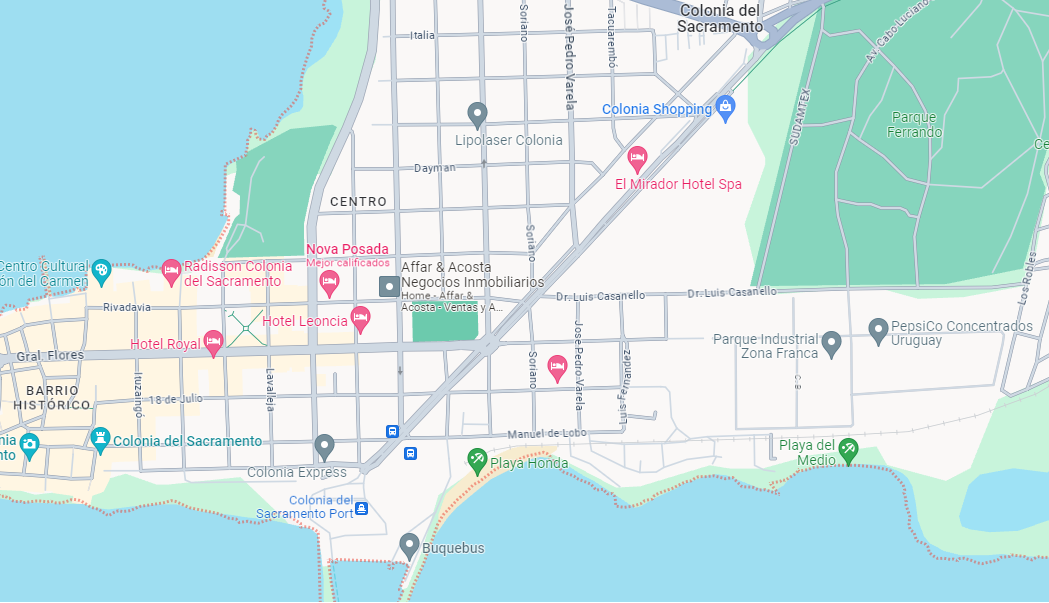 Colonia del
Sacramento
Italia
Soriano
José Pedro Varela
Tacuarembó
Av. Cabo Luciano
Colonia Shopping
SUDAMTEX
Lipolaser Colonia
Parque
Ferrando
Ce
Dayman
El Mirador Hotel Spa
CENTRO
Soriano
Nova Posada
Mejor calificados
Centro Cultural
ón del Carmen
Radisson Colonia
del Sacramento
Affar & Acosta
Negocios Inmobiliarios
Home - Affar &
Acosta - Ventas y A...
Dr. Luis Casanello
Dr. Luis Casanello
Los Robles
Rivadavia
Hotel Leoncia
Hotel Royal
Gral. Flores
Parque Industrial
Zona Franca
PepsiCo Concentrados
Uruguay
Soriano
José Pedro Varela
Luis Fernandez
C 8
BARRIO
HISTÓRICO
Ituzaingó
18 de Julio
Lavalleja
nia
nto
Colonia del Sacramento
Manuel de Lobo
Colonia Express
Playa Honda
Playa del
Medio
Colonia del
Sacramento Port
Buquebus